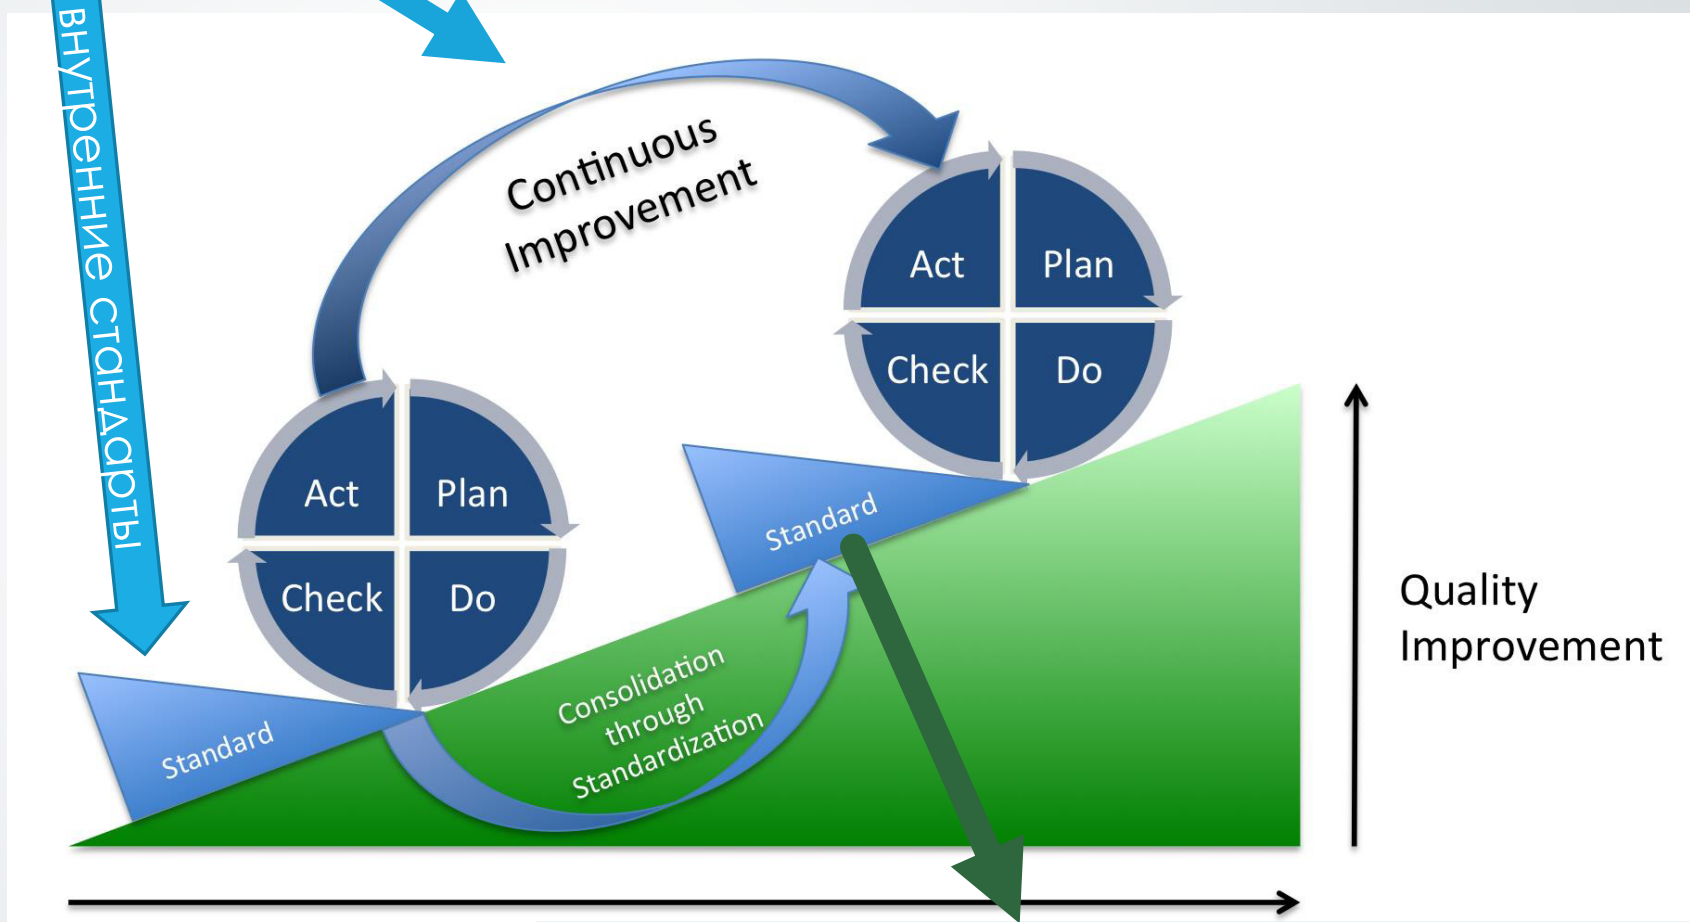 внутренние стандарты
Continuous
Improvement
Act
Plan
Check
Do
Act
Plan
Check
Do
Standard
Standard
Consolidation
through
Standardization
Quality
Improvement